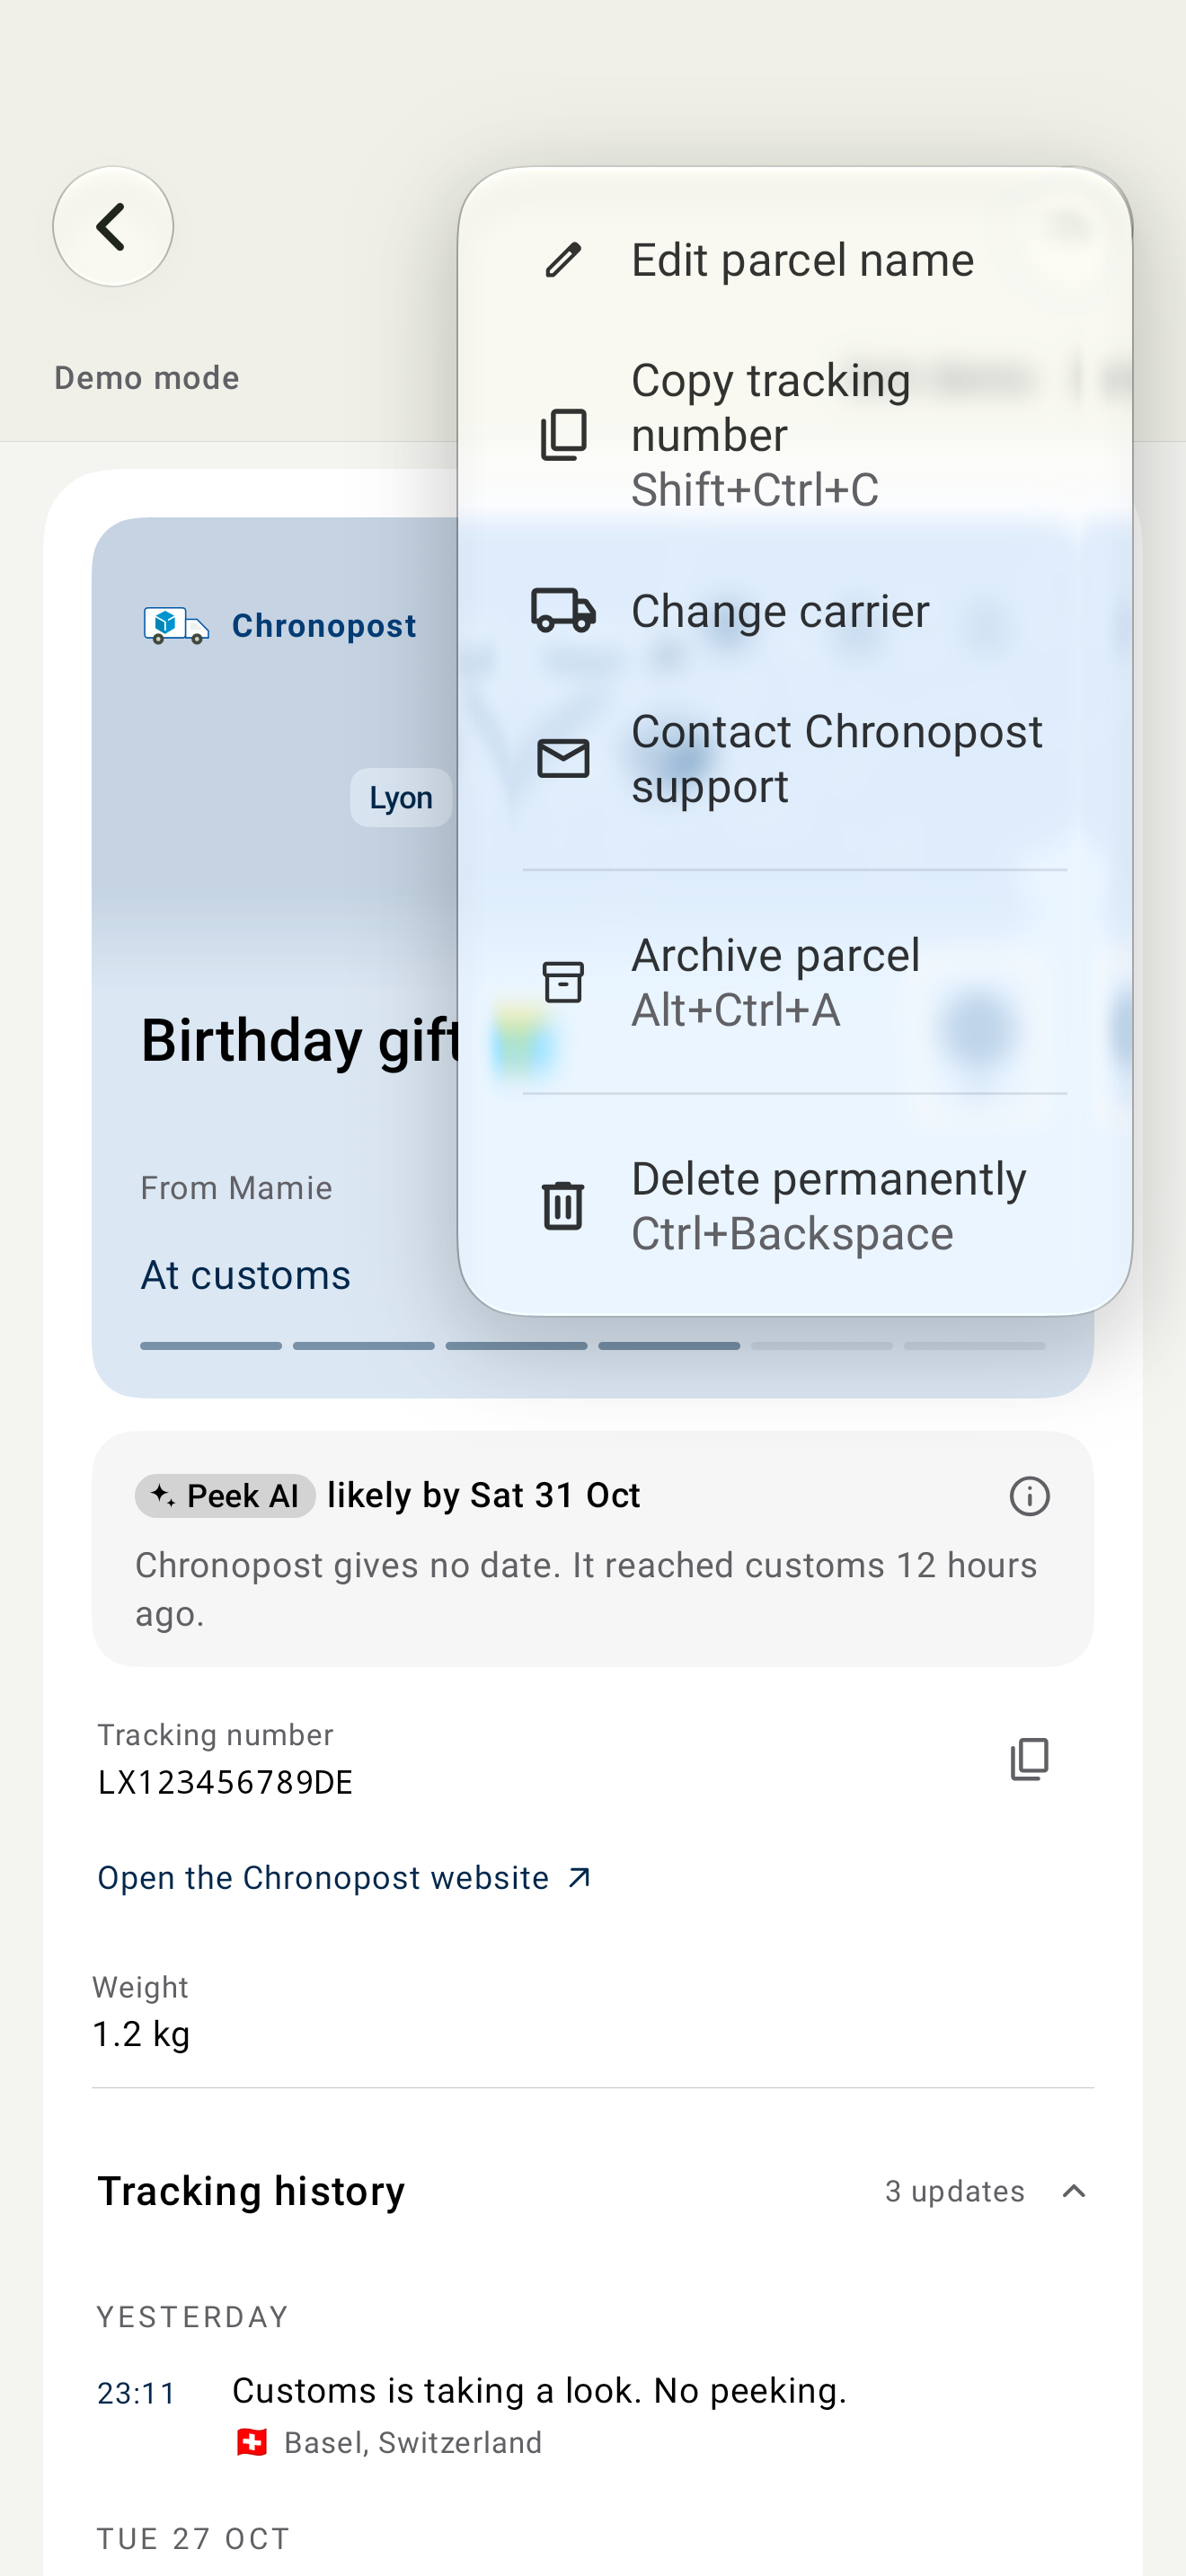 Edit parcel name
Copy tracking
number
Shift+Ctrl+C
Change carrier
Contact Chronopost
support
Archive parcel
Alt+Ctrl+A
Delete permanently
Ctrl+Backspace
Demo mode
Chronopost
Lyon
Birthday gift
From Mamie
At customs
Peek AI likely by Sat 31 Oct
Chronopost gives no date. It reached customs 12 hours
ago.
Tracking number
LX123456789DE
Open the Chronopost website
Weight
1.2 kg
Tracking history
3 updates
YESTERDAY
23:11
Customs is taking a look. No peeking.
Basel, Switzerland
TUE 27 OCT